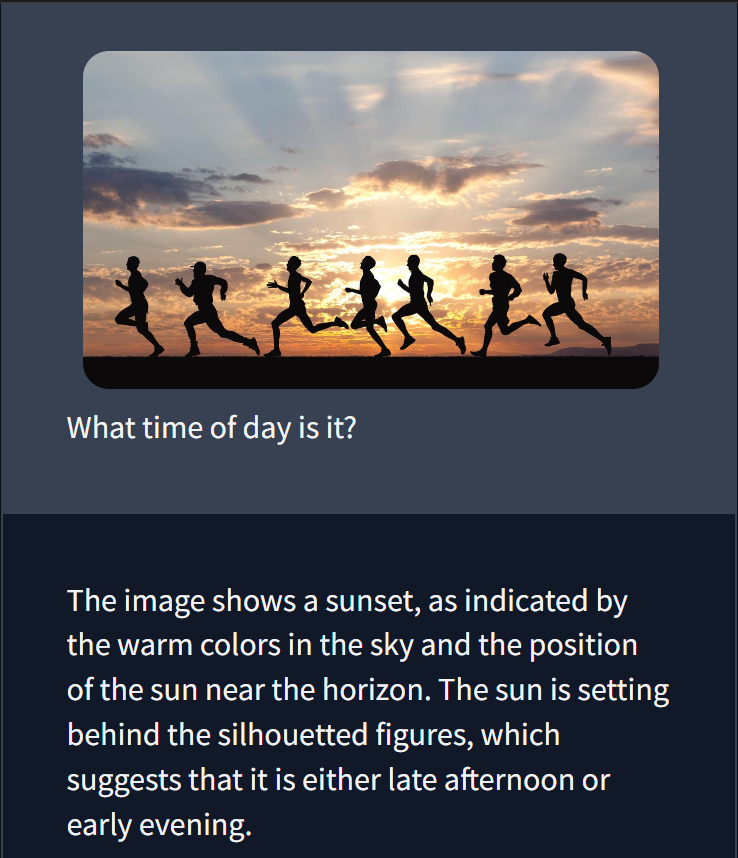 What time of day is it?
The image shows a sunset, as indicated by
the warm colors in the sky and the position
of the sun near the horizon. The sun is setting
behind the silhouetted figures, which
suggests that it is either late afternoon or
early evening.